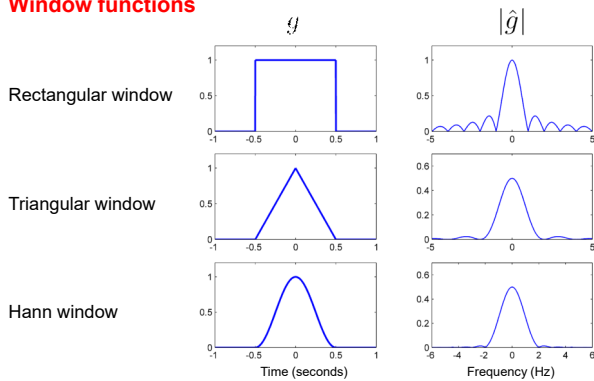 Window functions
g |ĝ|
Rectangular window
1
0.5
0
-1 -0.5 0 0.5 1
1
0.5
0
-5 0 5
Triangular window
1
0.5
0
-1 -0.5 0 0.5 1
0.6
0.4
0.2
0
-5 0 5
Hann window
1
0.5
0
-1 -0.5 0 0.5 1
Time (seconds)
0.6
0.4
0.2
0
-6 -4 -2 0 2 4 6
Frequency (Hz)